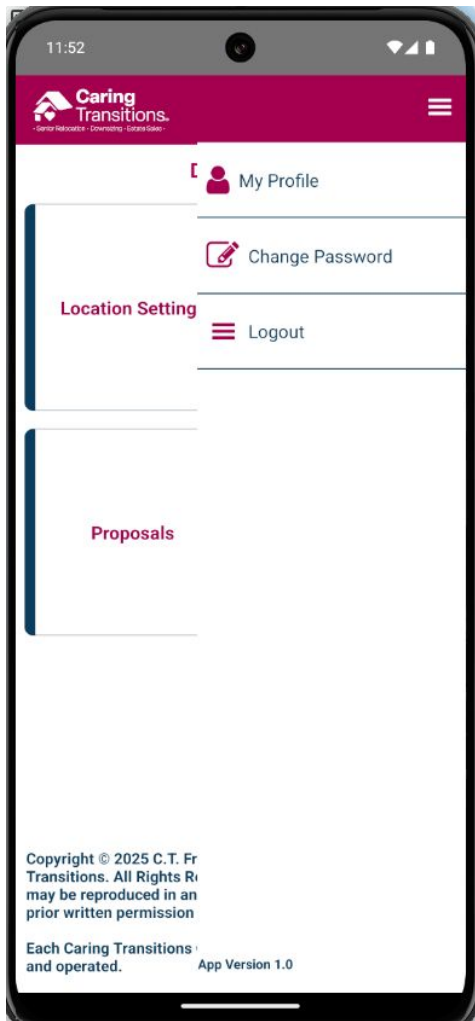 11:52
Caring
Transitions.
- Senior Relocation - Downsizing - Estate Sales -
D
My Profile
Change Password
Location Setting
Logout
Proposals
Copyright © 2025 C.T. Fr
Transitions. All Rights R
may be reproduced in an
prior written permission
Each Caring Transitions
and operated.
App Version 1.0